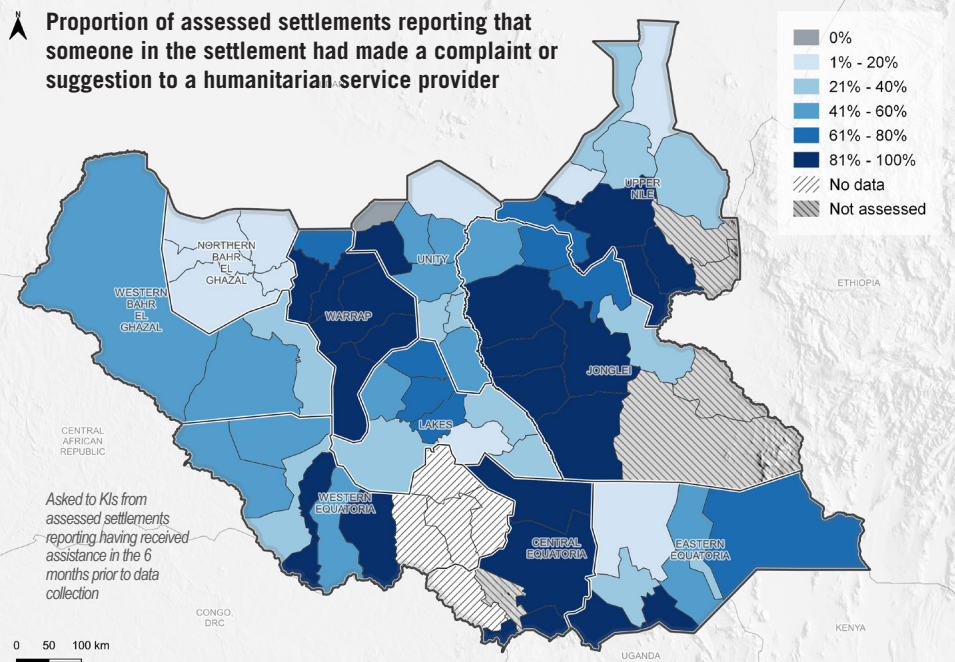 N
Proportion of assessed settlements reporting that
someone in the settlement had made a complaint or
suggestion to a humanitarian service provider
0%
1% - 20%
21% - 40%
41% - 60%
61% - 80%
81% - 100%
No data
Not assessed
UPPER
NILE
NORTHERN
BAHR
EL
GHAZAL
UNITY
ETHIOPIA
WESTERN
BAHR
EL
GHAZAL
WARRAP
JONGLEI
LAKES
CENTRAL
AFRICAN
REPUBLIC
Asked to KIs from
assessed settlements
reporting having received
assistance in the 6
months prior to data
collection
WESTERN
EQUATORIA
CENTRAL
EQUATORIA
EASTERN
EQUATORIA
CONGO,
DRC
KENYA
UGANDA
0 50 100 km